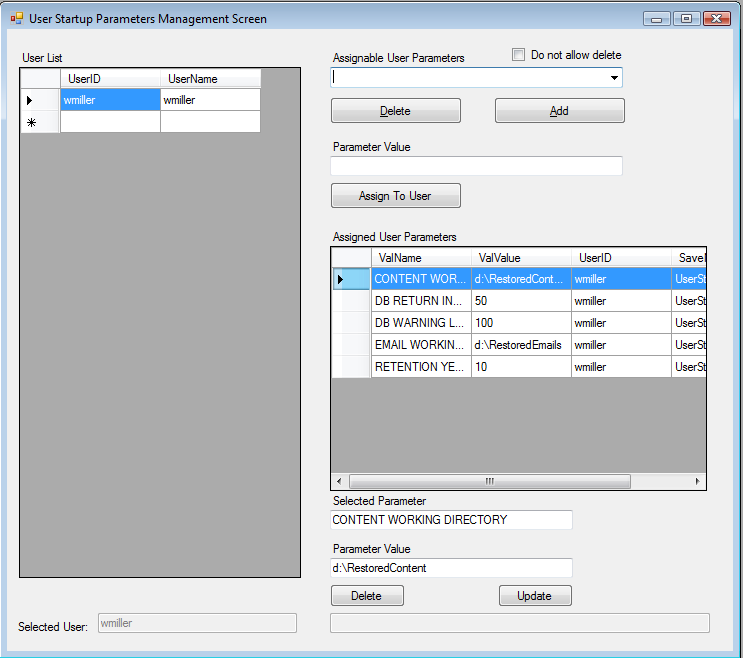 User Startup Parameters Management Screen
User List
UserID UserName
wmiller wmiller
Assignable User Parameters
Do not allow delete
Delete Add
Parameter Value
Assign To User
Assigned User Parameters
ValName ValValue UserID
CONTENT WOR... d:\RestoredCont... wmiller UserSt
DB RETURN IN... 50 wmiller UserSt
DB WARNING L... 100 wmiller UserSt
EMAIL WORKIN... d:\RestoredEmails wmiller UserSt
RETENTION YE... 10 wmiller UserSt
Selected Parameter
CONTENT WORKING DIRECTORY
Parameter Value
d:\RestoredContent
Delete Update
Selected User: wmiller